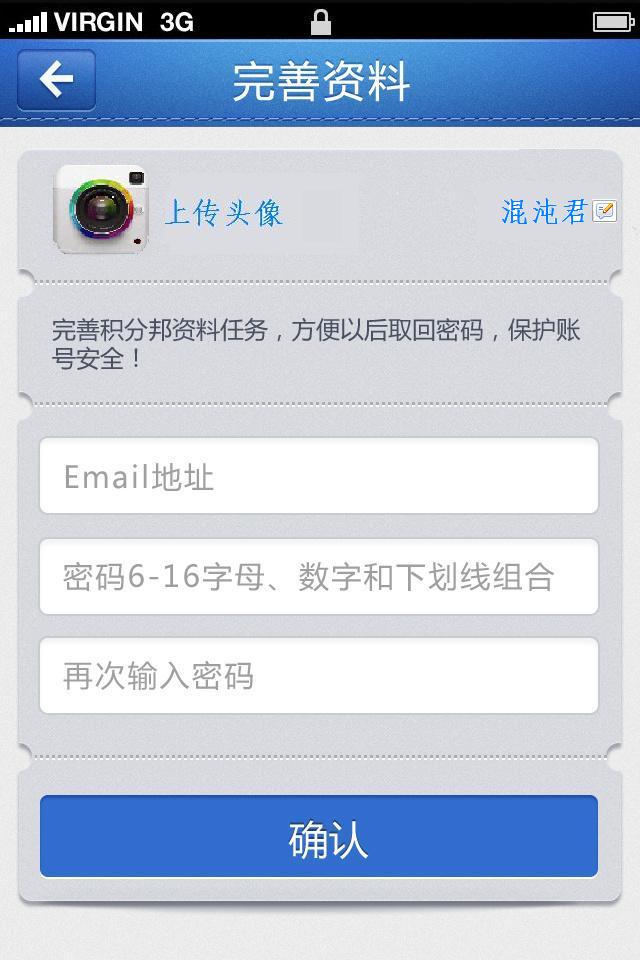 VIRGIN 3G
完善资料
上传头像
混沌君
完善积分邦资料任务，方便以后取回密码，保护账
号安全！
Email地址
密码6-16字母、数字和下划线组合
再次输入密码
确认